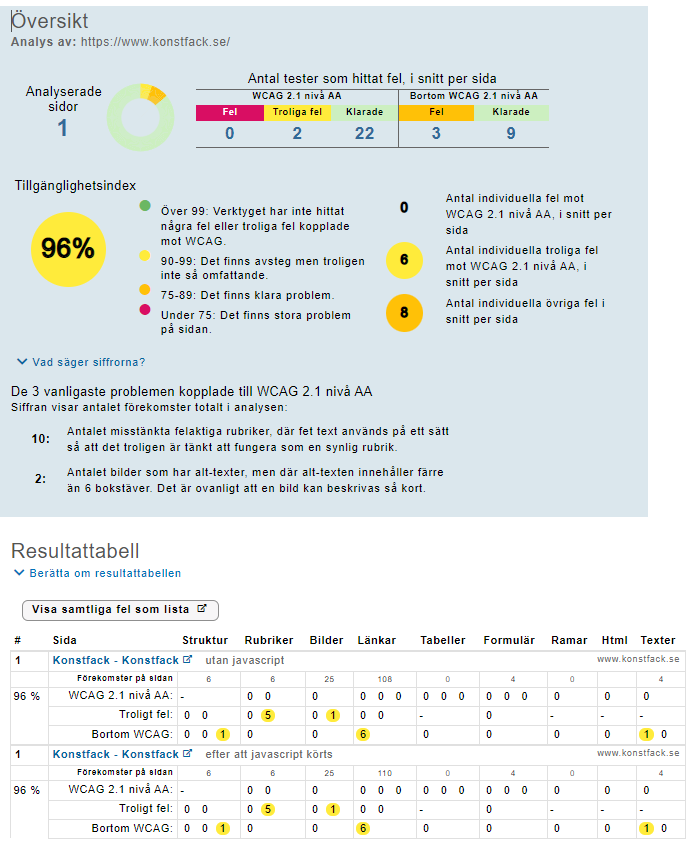 Översikt
Analys av: https://www.konstfack.se/
Analyserade
sidor
1
Antal tester som hittat fel, i snitt per sida
WCAG 2.1 nivå AA Bortom WCAG 2.1 nivå AA
Fel Troliga fel Klarade Fel Klarade
0 2 22 3 9
Tillgänglighetsindex
96%
Över 99: Verktyget har inte hittat
några fel eller troliga fel kopplade
mot WCAG.
90-99: Det finns avsteg men troligen
inte så omfattande.
75-89: Det finns klara problem.
Under 75: Det finns stora problem
på sidan.
0 Antal individuella fel mot
WCAG 2.1 nivå AA, i snitt per
sida
6 Antal individuella troliga fel
mot WCAG 2.1 nivå AA, i
snitt per sida
8 Antal individuella övriga fel i
snitt per sida
Vad säger siffrorna?
De 3 vanligaste problemen kopplade till WCAG 2.1 nivå AA
Siffran visar antalet förekomster totalt i analysen:
10: Antalet misstänkta felaktiga rubriker, där fet text används på ett sätt
så att det troligen är tänkt att fungera som en synlig rubrik.
2: Antalet bilder som har alt-texter, men där alt-texten innehåller färre
än 6 bokstäver. Det är ovanligt att en bild kan beskrivas så kort.
Resultattabell
Berätta om resultattabellen
Visa samtliga fel som lista
# Sida Struktur Rubriker Bilder Länkar Tabeller Formulär Ramar Html Texter
1 Konstfack - Konstfack utan javascript www.konstfack.se
Förekomster på sidan 6 6 25 108 0 4 0 4
96 % WCAG 2.1 nivå AA: - 0 0 0 0 0 0 0 0 0 0 0 0 0 0 0
Troligt fel: 0 0 0 5 0 1 0 0 - 0 - - -
Bortom WCAG: 0 0 1 0 0 6 0 0 0 0 1 0
1 Konstfack - Konstfack efter att javascript körts www.konstfack.se
Förekomster på sidan 6 6 25 110 0 4 0 4
96 % WCAG 2.1 nivå AA: - 0 0 0 0 0 0 0 0 0 0 0 0 0 0 0
Troligt fel: 0 0 0 5 0 1 0 0 - 0 - - -
Bortom WCAG: 0 0 1 0 0 6 0 0 0 0 1 0